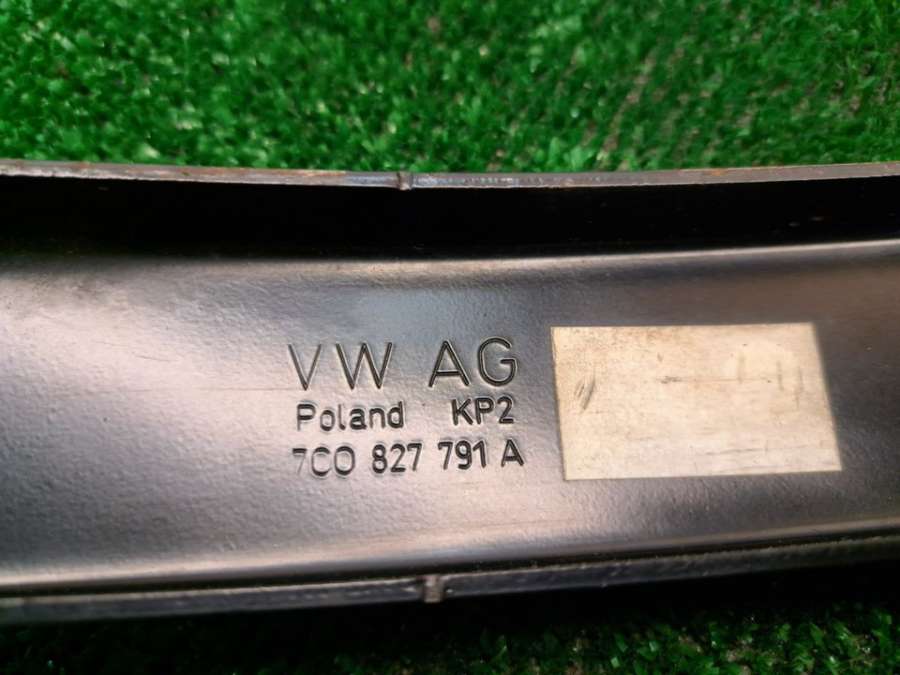 VW AG
Poland KP2
7C0 827 791 A